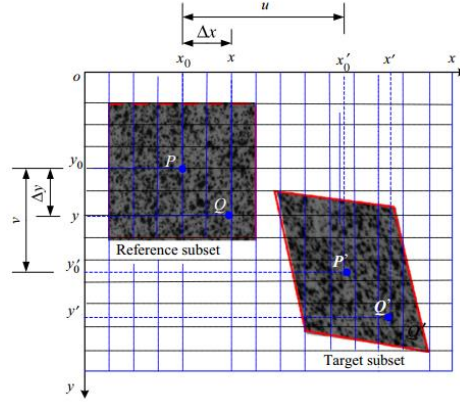 u
Δx
x₀ x x′₀ x′ x
o
y₀
P
Δy
v
y
Q
Reference subset
y′₀
P′
y′
Q′
Q′
Target subset
y